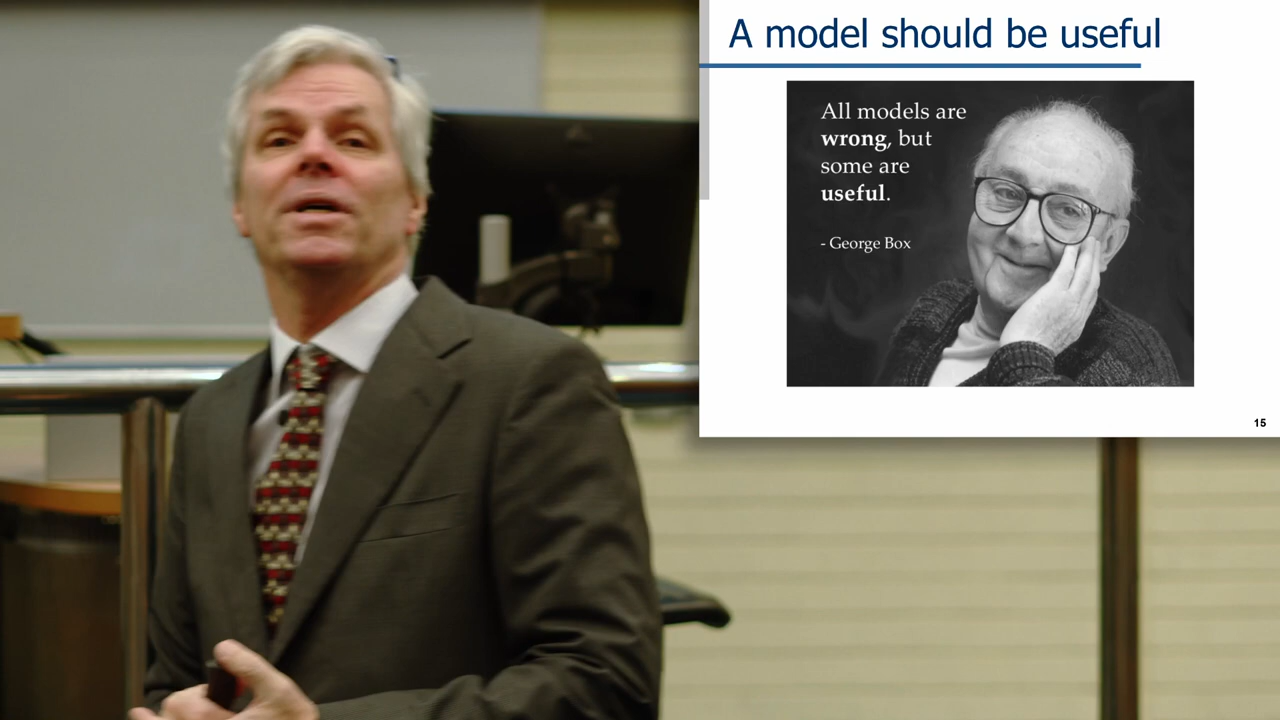 A model should be useful
All models are
wrong, but
some are
useful.
- George Box
15